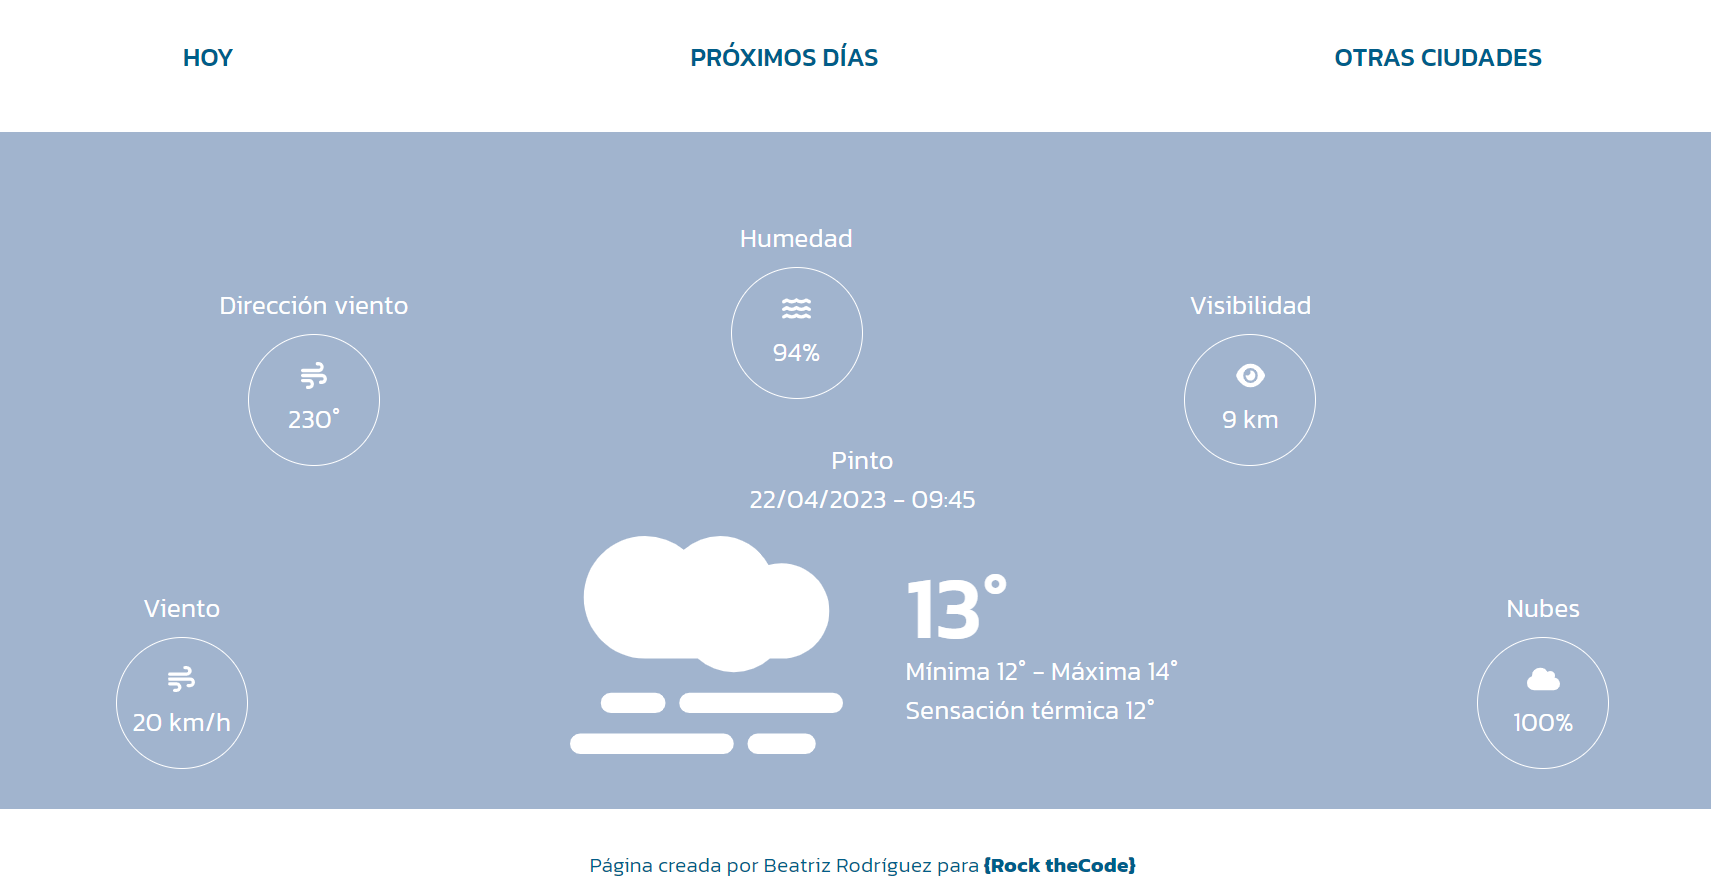 HOY
PRÓXIMOS DÍAS
OTRAS CIUDADES
Humedad
94%
Dirección viento
230°
Visibilidad
9 km
Pinto
22/04/2023 - 09:45
Viento
20 km/h
13°
Mínima 12° - Máxima 14°
Sensación térmica 12°
Nubes
100%
Página creada por Beatriz Rodríguez para {Rock theCode}